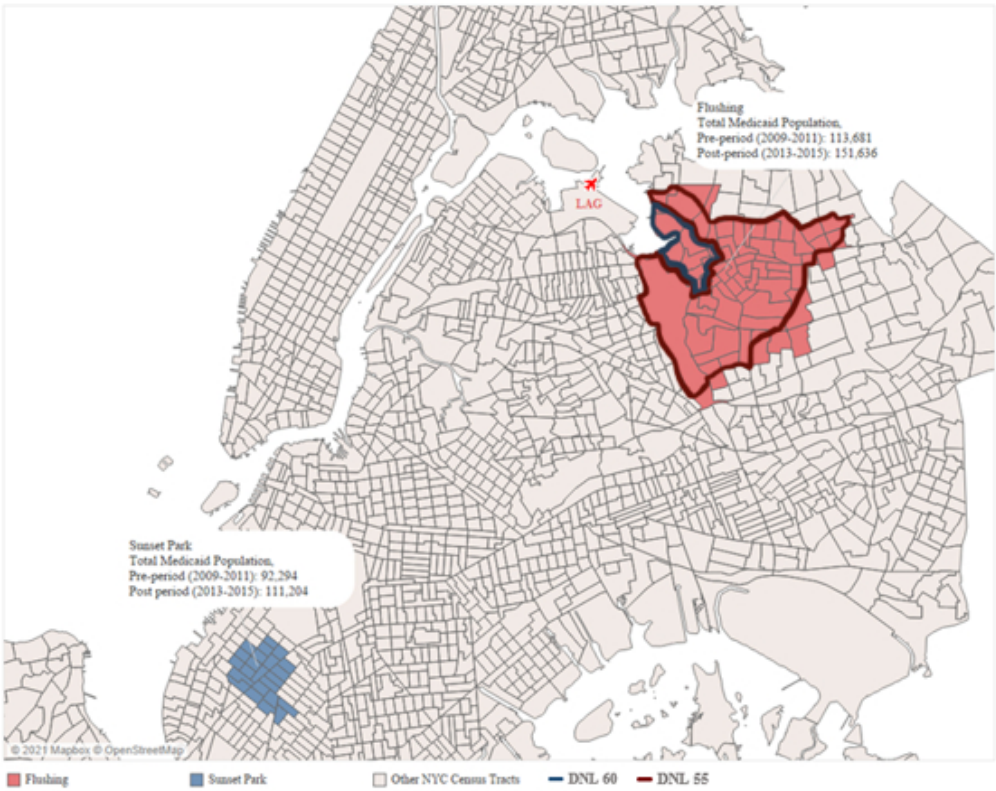 Flushing
Total Medicaid Population,
Pre-period (2009-2011): 113,681
Post-period (2013-2015): 151,636
LAG
Sunset Park
Total Medicaid Population,
Pre-period (2009-2011): 92,294
Post period (2013-2015): 111,204
© 2021 Mapbox © OpenStreetMap
Flushing Sunset Park Other NYC Census Tracts DNL 60 DNL 55